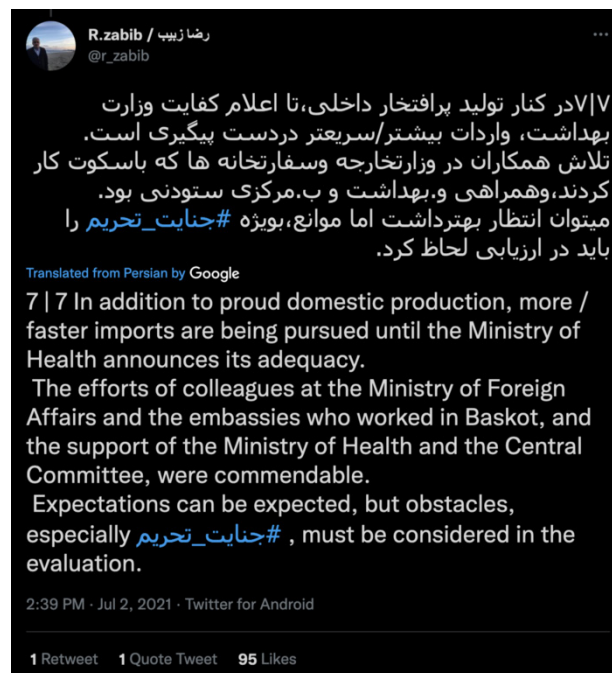 R.zabib / رضا زبیب
@r_zabib
۷|۷در کنار تولید پرافتخار داخلی،تا اعلام کفایت وزارت
بهداشت، واردات بیشتر/سریعتر دردست پیگیری است.
تلاش همکاران در وزارتخارجه وسفارتخانه ها که باسکوت کار
کردند،وهمراهی و.بهداشت و ب.مرکزی ستودنی بود.
میتوان انتظار بهترداشت اما موانع،بویژه #جنایت_تحریم را
باید در ارزیابی لحاظ کرد.
Translated from Persian by Google
7 | 7 In addition to proud domestic production, more /
faster imports are being pursued until the Ministry of
Health announces its adequacy.
The efforts of colleagues at the Ministry of Foreign
Affairs and the embassies who worked in Baskot, and
the support of the Ministry of Health and the Central
Committee, were commendable.
Expectations can be expected, but obstacles,
especially #جنایت_تحریم , must be considered in the
evaluation.
2:39 PM · Jul 2, 2021 · Twitter for Android
1 Retweet 1 Quote Tweet 95 Likes